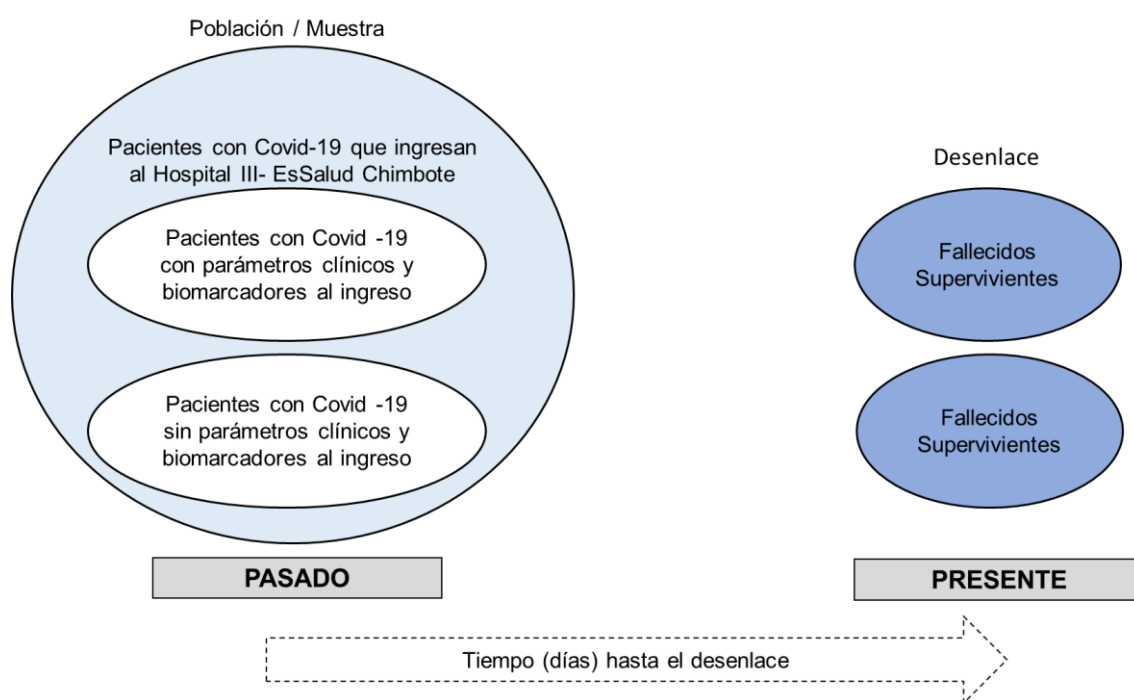 Población / Muestra
Pacientes con Covid-19 que ingresan
al Hospital III- EsSalud Chimbote
Pacientes con Covid -19
con parámetros clínicos y
biomarcadores al ingreso
Pacientes con Covid -19
sin parámetros clínicos y
biomarcadores al ingreso
PASADO
Desenlace
Fallecidos
Supervivientes
Fallecidos
Supervivientes
PRESENTE
Tiempo (días) hasta el desenlace